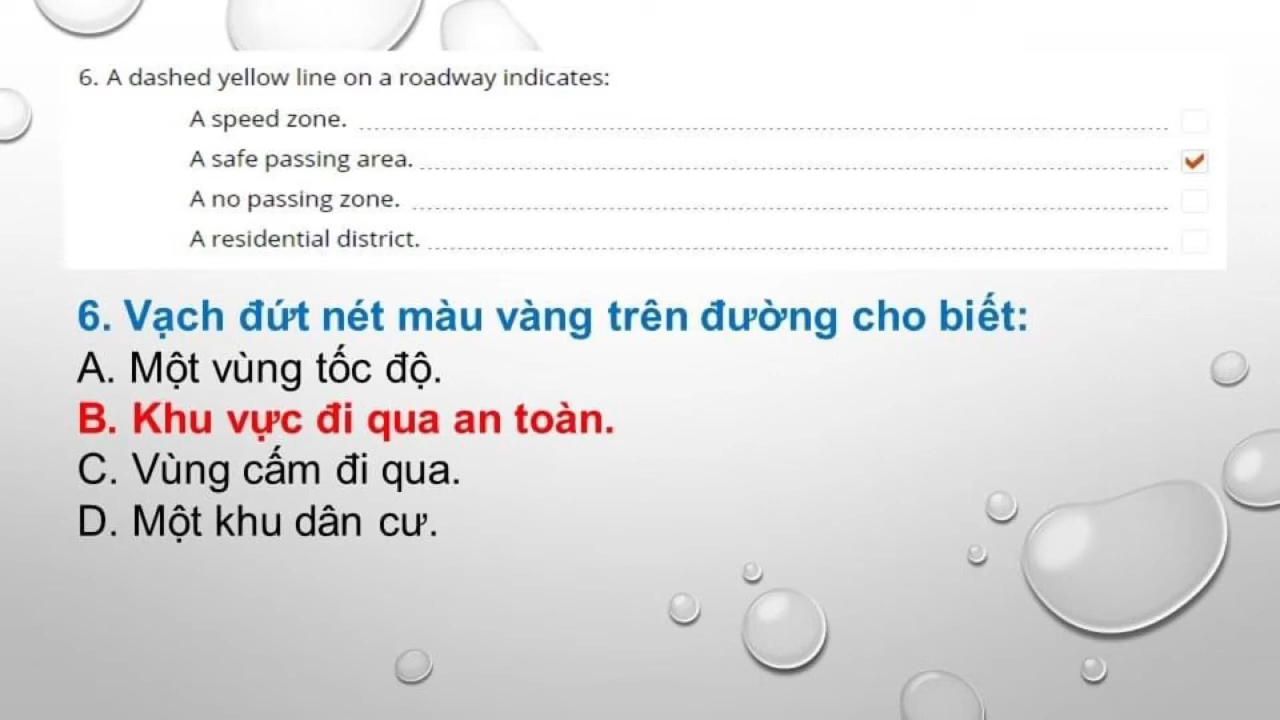 6. A dashed yellow line on a roadway indicates:
A speed zone.
A safe passing area.
A no passing zone.
A residential district.
6. Vạch đứt nét màu vàng trên đường cho biết:
A. Một vùng tốc độ.
B. Khu vực đi qua an toàn.
C. Vùng cấm đi qua.
D. Một khu dân cư.